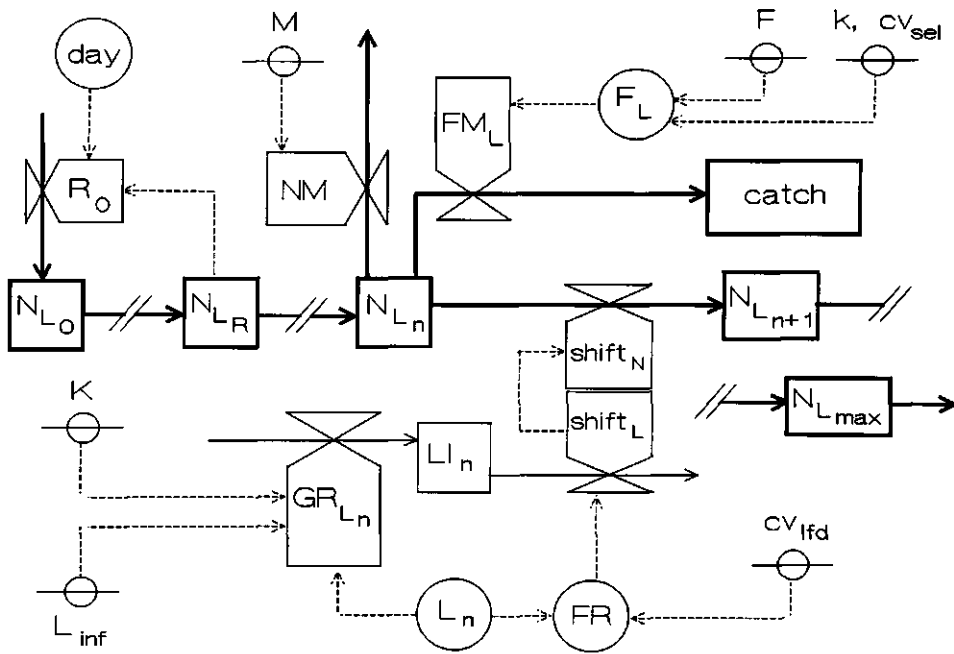 day
M
F
k, cv_sel
F_L
FM_L
R_0
NM
catch
N_L0
N_LR
N_Ln
N_Ln+1
shift_N
shift_L
N_Lmax
K
LI_n
GR_Ln
cv_lfd
L_inf
L_n
FR